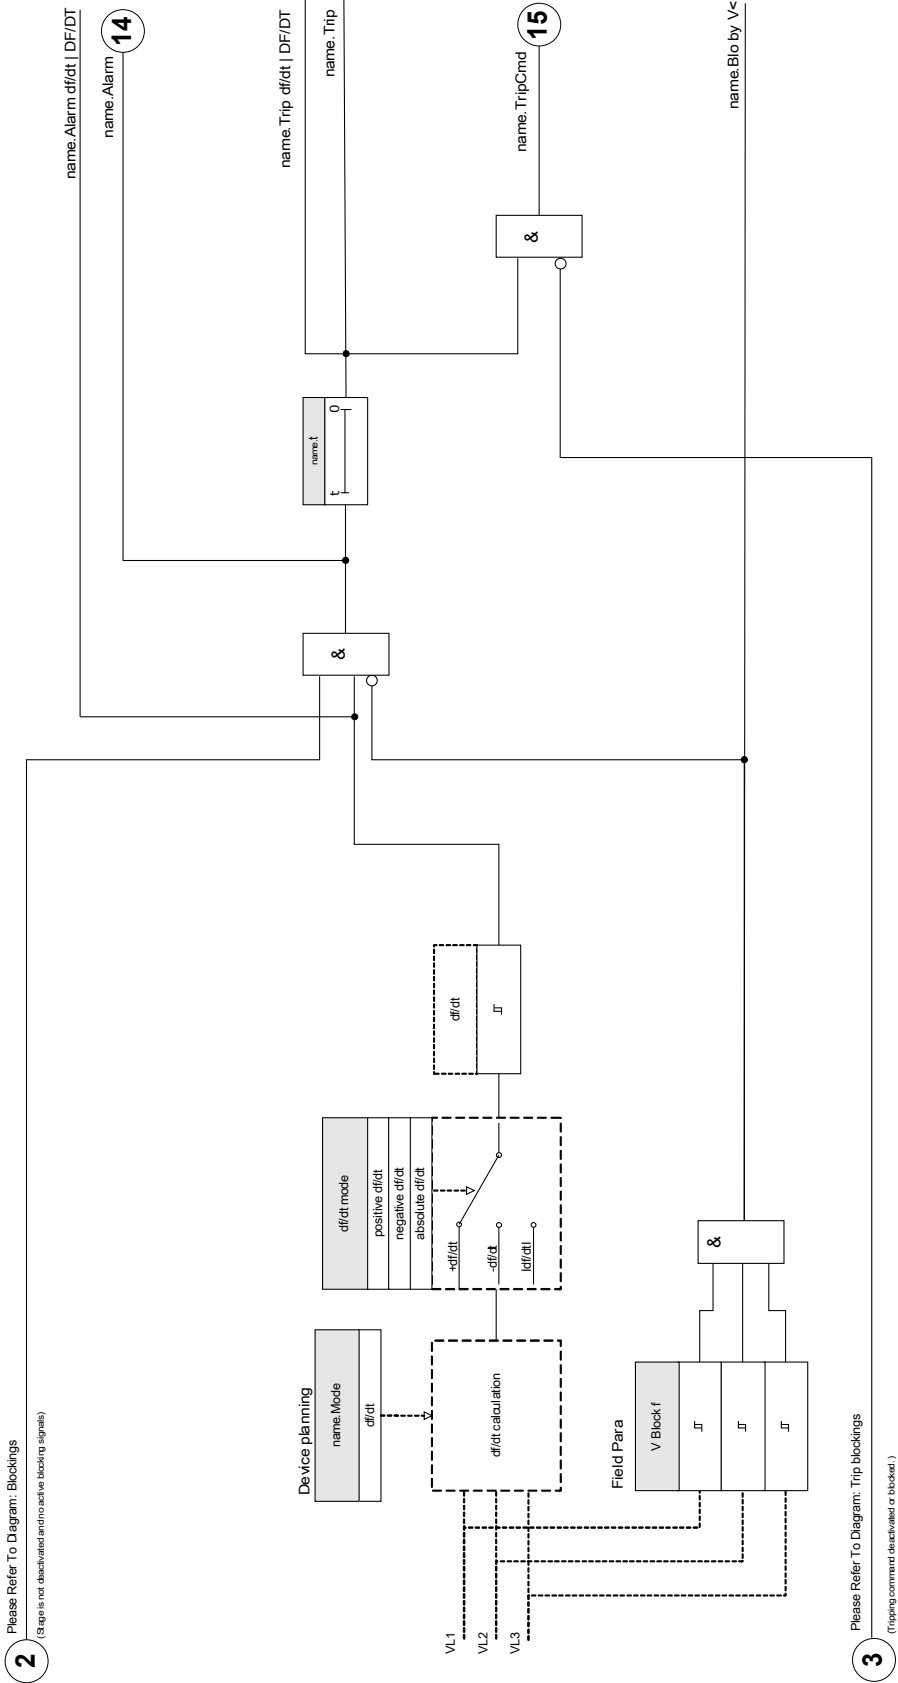 2
Please Refer To Diagram: Blockings
(Stage is not deactivated and no active blocking signals)
name.Alarm df/dt | DF/DT
14
name.Alarm
name.Trip df/dt | DF/DT
name.Trip
15
name.TripCmd
name.Blo by V<
&
name.t
t
0
&
df/dt
df/dt mode
positive df/dt
negative df/dt
absolute df/dt
+df/dt
-df/dt
|df/dt|
Device planning
name.Mode
df/dt
df/dt calculation
VL1
VL2
VL3
Field Para
V Block f
&
3
Please Refer To Diagram: Trip blockings
(Tripping command deactivated or blocked. )